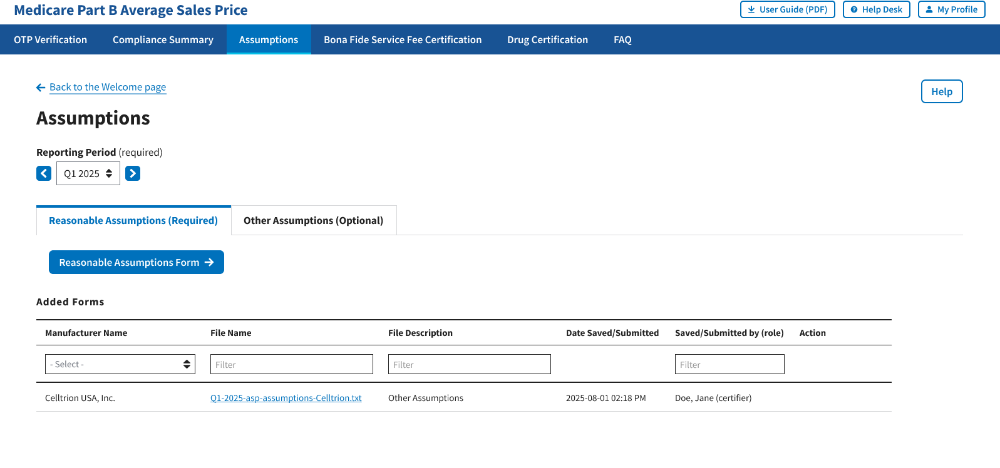 Medicare Part B Average Sales Price
User Guide (PDF) Help Desk My Profile
OTP Verification Compliance Summary Assumptions Bona Fide Service Fee Certification Drug Certification FAQ
Back to the Welcome page
Help
Assumptions
Reporting Period (required)
Q1 2025
Reasonable Assumptions (Required) Other Assumptions (Optional)
Reasonable Assumptions Form
Added Forms
Manufacturer Name File Name File Description Date Saved/Submitted Saved/Submitted by (role) Action
- Select - Filter Filter Filter
Celltrion USA, Inc. Q1-2025-asp-assumptions-Celltrion.txt Other Assumptions 2025-08-01 02:18 PM Doe, Jane (certifier)